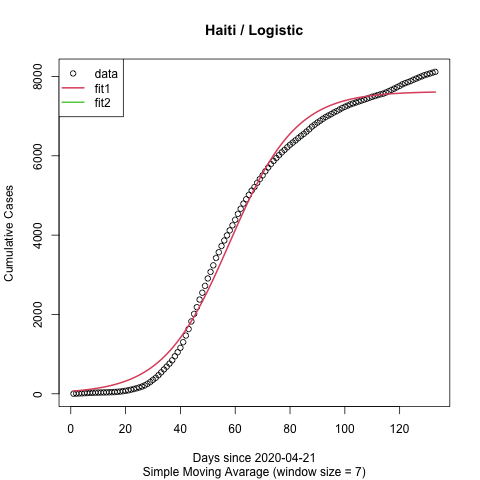 Haiti / Logistic
data
fit1
fit2
Cumulative Cases
0
2000
4000
6000
8000
0 20 40 60 80 100 120
Days since 2020-04-21
Simple Moving Avarage (window size = 7)